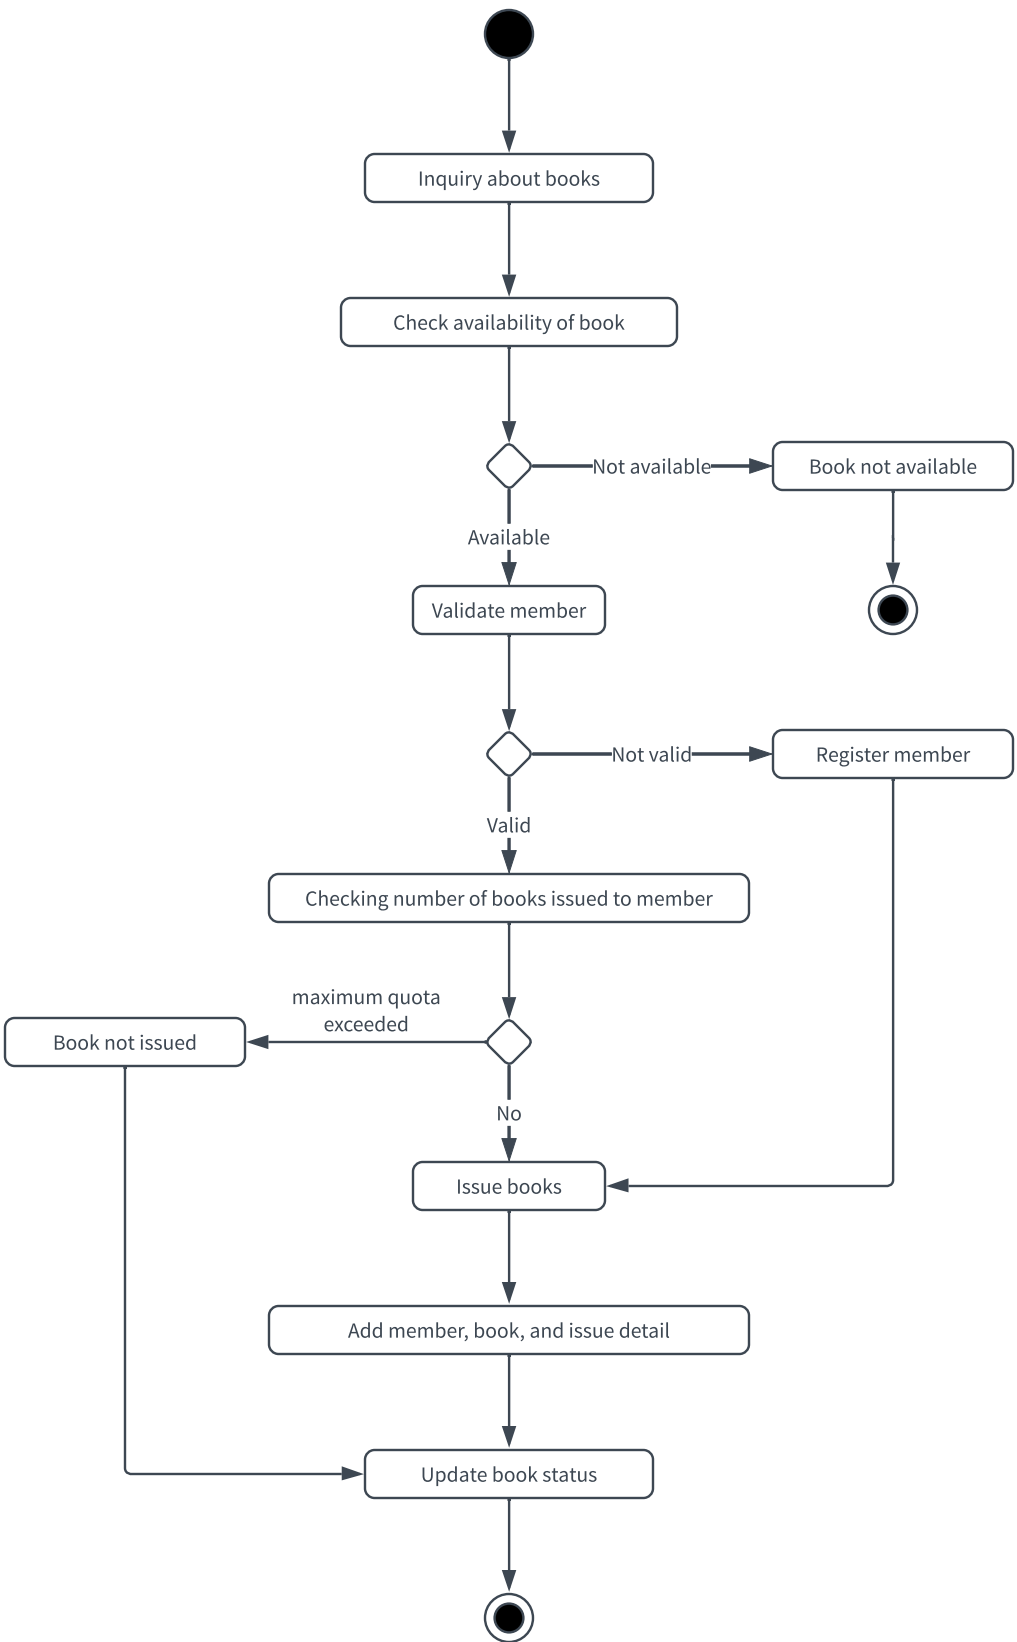 Inquiry about books
Check availability of book
Not available
Book not available
Available
Validate member
Not valid
Register member
Valid
Checking number of books issued to member
maximum quota
exceeded
Book not issued
No
Issue books
Add member, book, and issue detail
Update book status